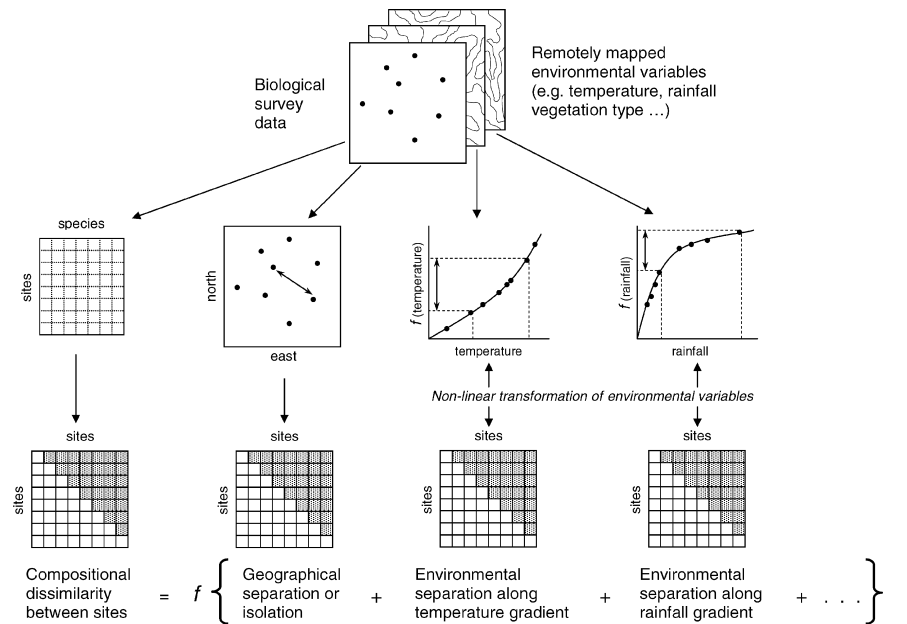 Biological
survey
data
Remotely mapped
environmental variables
(e.g. temperature, rainfall
vegetation type ...)
species
sites
north
east
f (temperature)
temperature
f (rainfall)
rainfall
Non-linear transformation of environmental variables
sites
sites
sites
sites
sites
sites
sites
sites
Compositional
dissimilarity
between sites
=
f {
Geographical
separation or
isolation
+
Environmental
separation along
temperature gradient
+
Environmental
separation along
rainfall gradient
+ . . . }